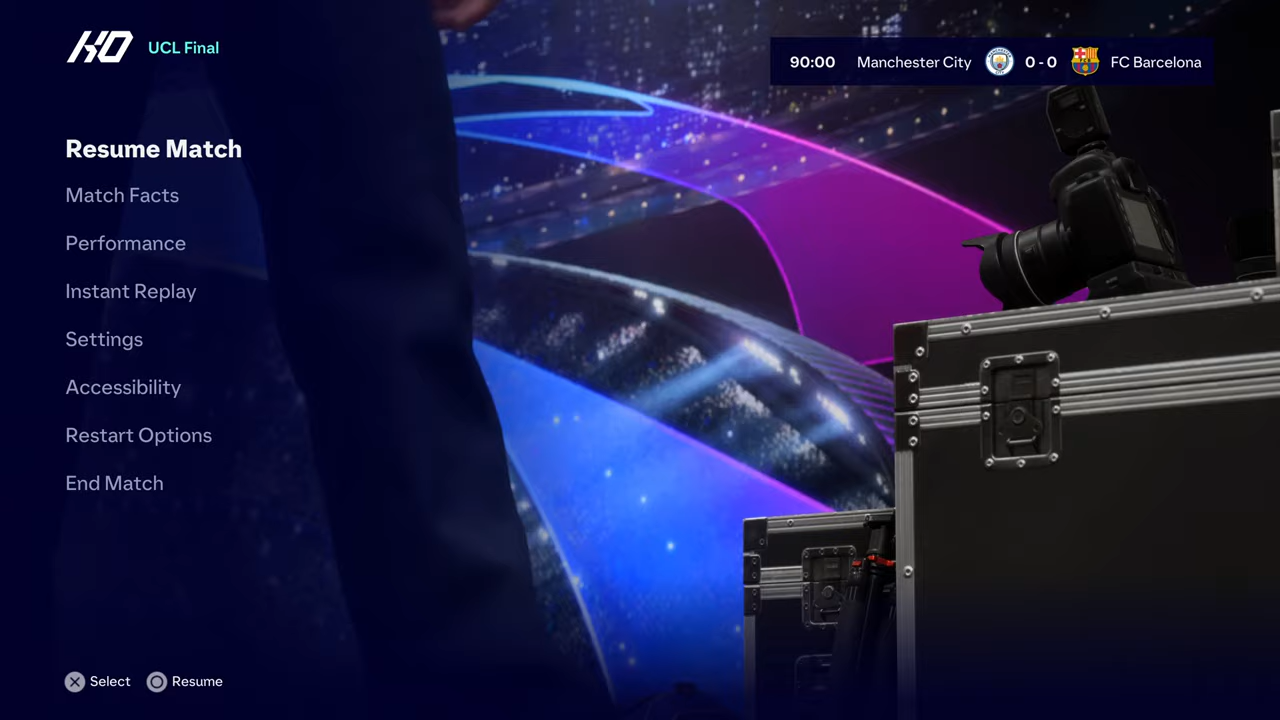 KO UCL Final
90:00 Manchester City 0 - 0 FC Barcelona
Resume Match
Match Facts
Performance
Instant Replay
Settings
Accessibility
Restart Options
End Match
Select Resume